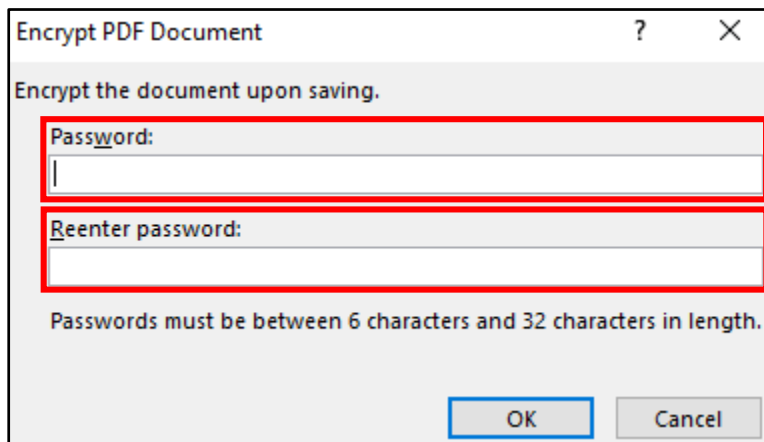 Encrypt PDF Document ? ×
Encrypt the document upon saving.
Password:
Reenter password:
Passwords must be between 6 characters and 32 characters in length.
OK Cancel